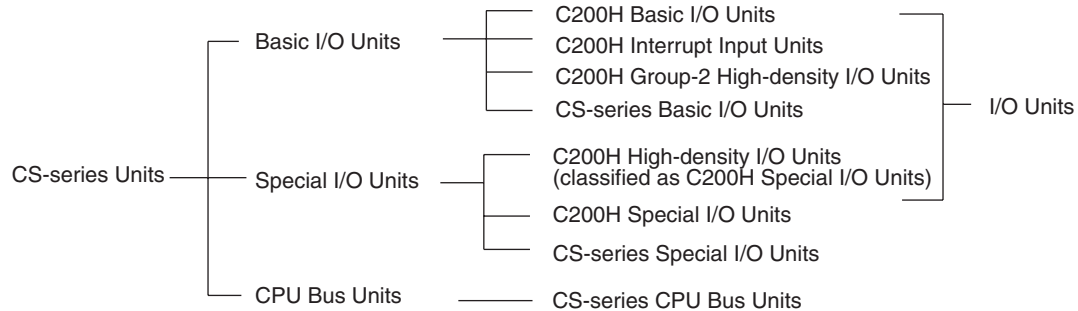 CS-series Units
Basic I/O Units
C200H Basic I/O Units
C200H Interrupt Input Units
C200H Group-2 High-density I/O Units
CS-series Basic I/O Units
I/O Units
Special I/O Units
C200H High-density I/O Units
(classified as C200H Special I/O Units)
C200H Special I/O Units
CS-series Special I/O Units
CPU Bus Units
CS-series CPU Bus Units